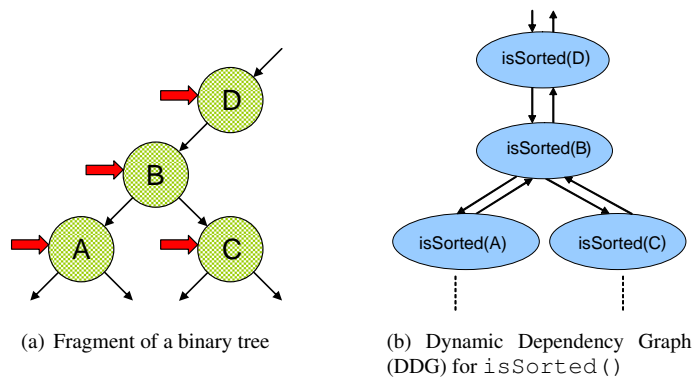 D
B
A
C
isSorted(D)
isSorted(B)
isSorted(A)
isSorted(C)
(a) Fragment of a binary tree
(b) Dynamic Dependency Graph
(DDG) for isSorted()